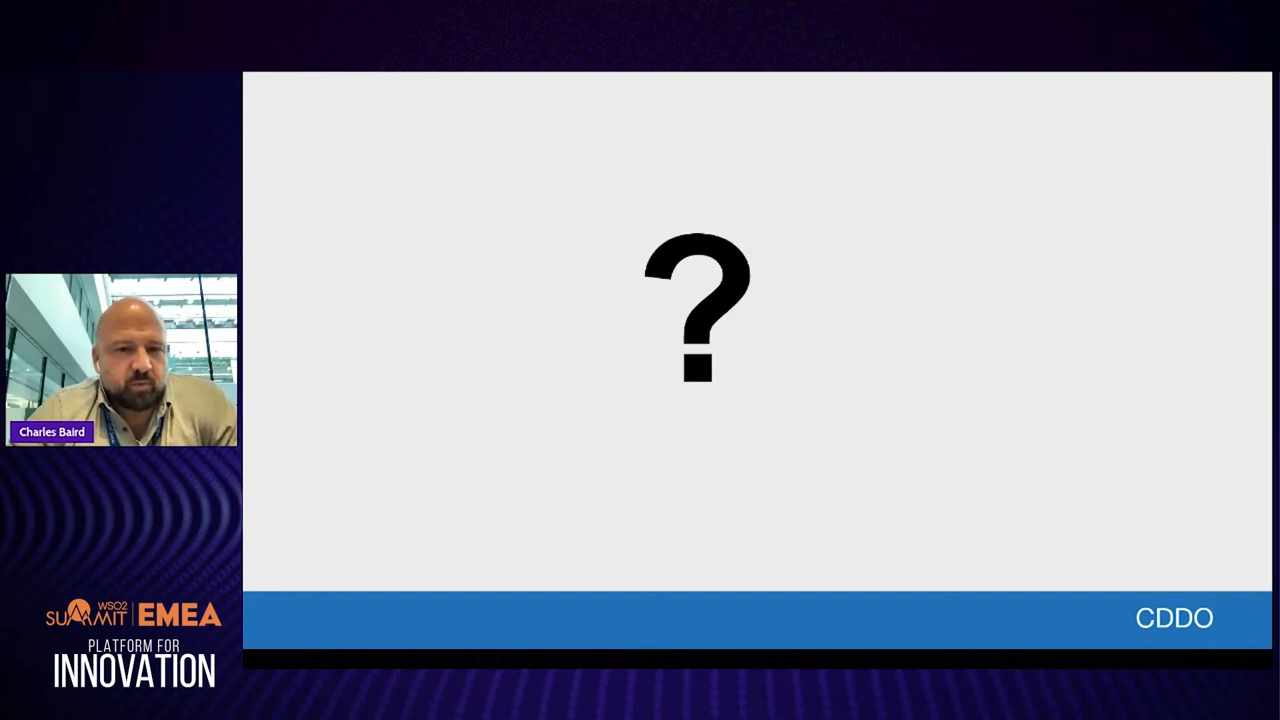 ?
Charles Baird
CDDO
WSO2
SUMMIT
EMEA
PLATFORM FOR
INNOVATION